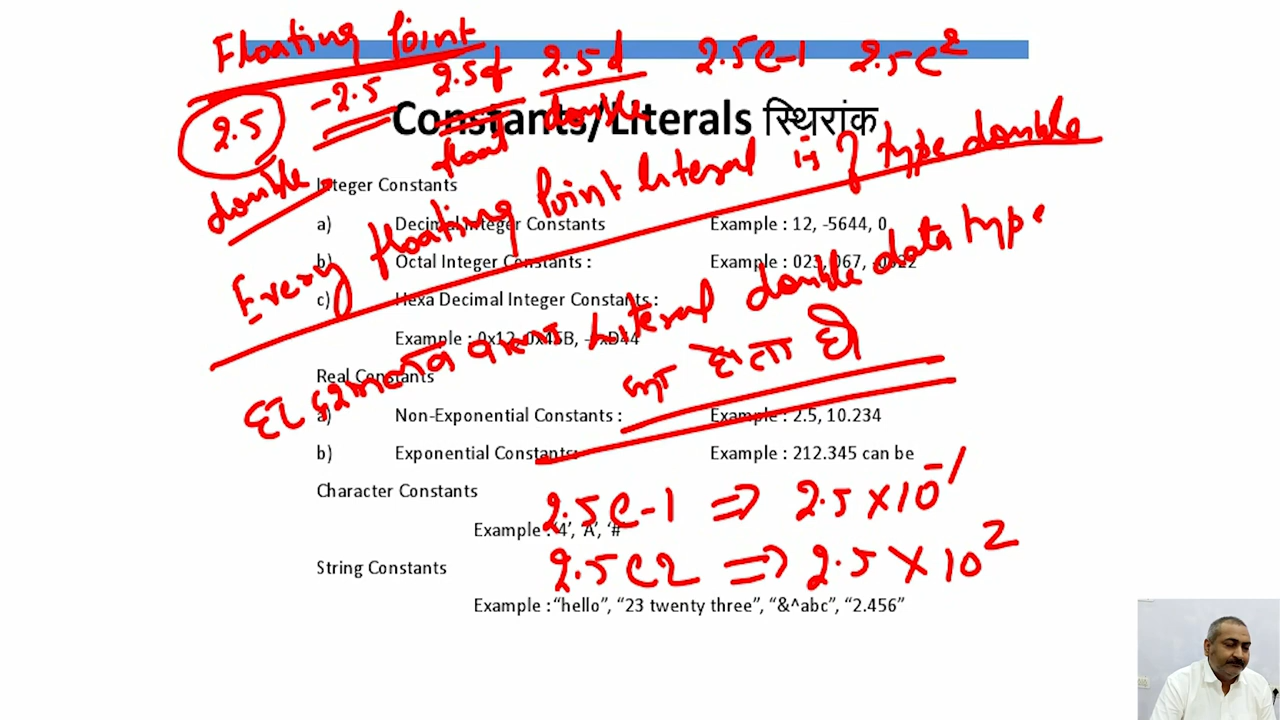 Floating Point
2.5 -2.5 2.5f 2.5d 2.5e-1 2.5e2
double float double
Constants/Literals स्थिरांक
Every floating Point literal is of type double
हर दशमलव वाला literal double data type
का होता है
Integer Constants
a) Decimal Integer Constants Example : 12, -5644, 0
b) Octal Integer Constants : Example : 023, 067, -0622
c) Hexa Decimal Integer Constants :
Example : 0x12, 0x45B, -0xD44
Real Constants
a) Non-Exponential Constants : Example : 2.5, 10.234
b) Exponential Constants: Example : 212.345 can be
2.5e-1 => 2.5 × 10⁻¹
Character Constants
Example : '4', 'A', '#'
2.5e2 => 2.5 × 10²
String Constants
Example : "hello", "23 twenty three", "&^abc", "2.456"